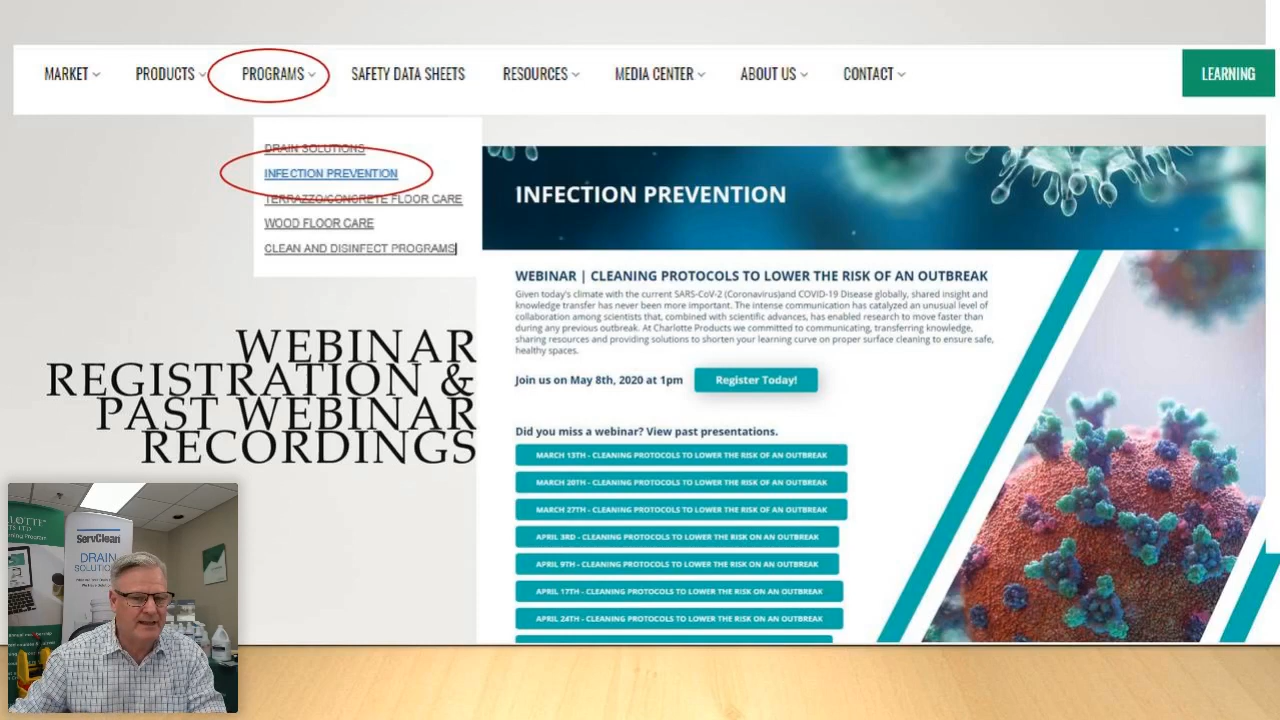 MARKET
PRODUCTS
PROGRAMS
SAFETY DATA SHEETS
RESOURCES
MEDIA CENTER
ABOUT US
CONTACT
LEARNING
DRAIN SOLUTIONS
INFECTION PREVENTION
TERRAZZO/CONCRETE FLOOR CARE
WOOD FLOOR CARE
CLEAN AND DISINFECT PROGRAMS
INFECTION PREVENTION
WEBINAR | CLEANING PROTOCOLS TO LOWER THE RISK OF AN OUTBREAK
Given today's climate with the current SARS-CoV-2 (Coronavirus)and COVID-19 Disease globally, shared insight and
knowledge transfer has never been more important. The intense communication has catalyzed an unusual level of
collaboration among scientists that, combined with scientific advances, has enabled research to move faster than
during any previous outbreak. At Charlotte Products we committed to communicating, transferring knowledge,
sharing resources and providing solutions to shorten your learning curve on proper surface cleaning to ensure safe,
healthy spaces.
Join us on May 8th, 2020 at 1pm
Register Today!
Did you miss a webinar? View past presentations.
MARCH 13TH - CLEANING PROTOCOLS TO LOWER THE RISK OF AN OUTBREAK
MARCH 20TH - CLEANING PROTOCOLS TO LOWER THE RISK OF AN OUTBREAK
MARCH 27TH - CLEANING PROTOCOLS TO LOWER THE RISK OF AN OUTBREAK
APRIL 3RD - CLEANING PROTOCOLS TO LOWER THE RISK ON AN OUTBREAK
APRIL 9TH - CLEANING PROTOCOLS TO LOWER THE RISK ON AN OUTBREAK
APRIL 17TH - CLEANING PROTOCOLS TO LOWER THE RISK ON AN OUTBREAK
APRIL 24TH - CLEANING PROTOCOLS TO LOWER THE RISK ON AN OUTBREAK
WEBINAR
REGISTRATION &
PAST WEBINAR
RECORDINGS
ServClean
DRAIN